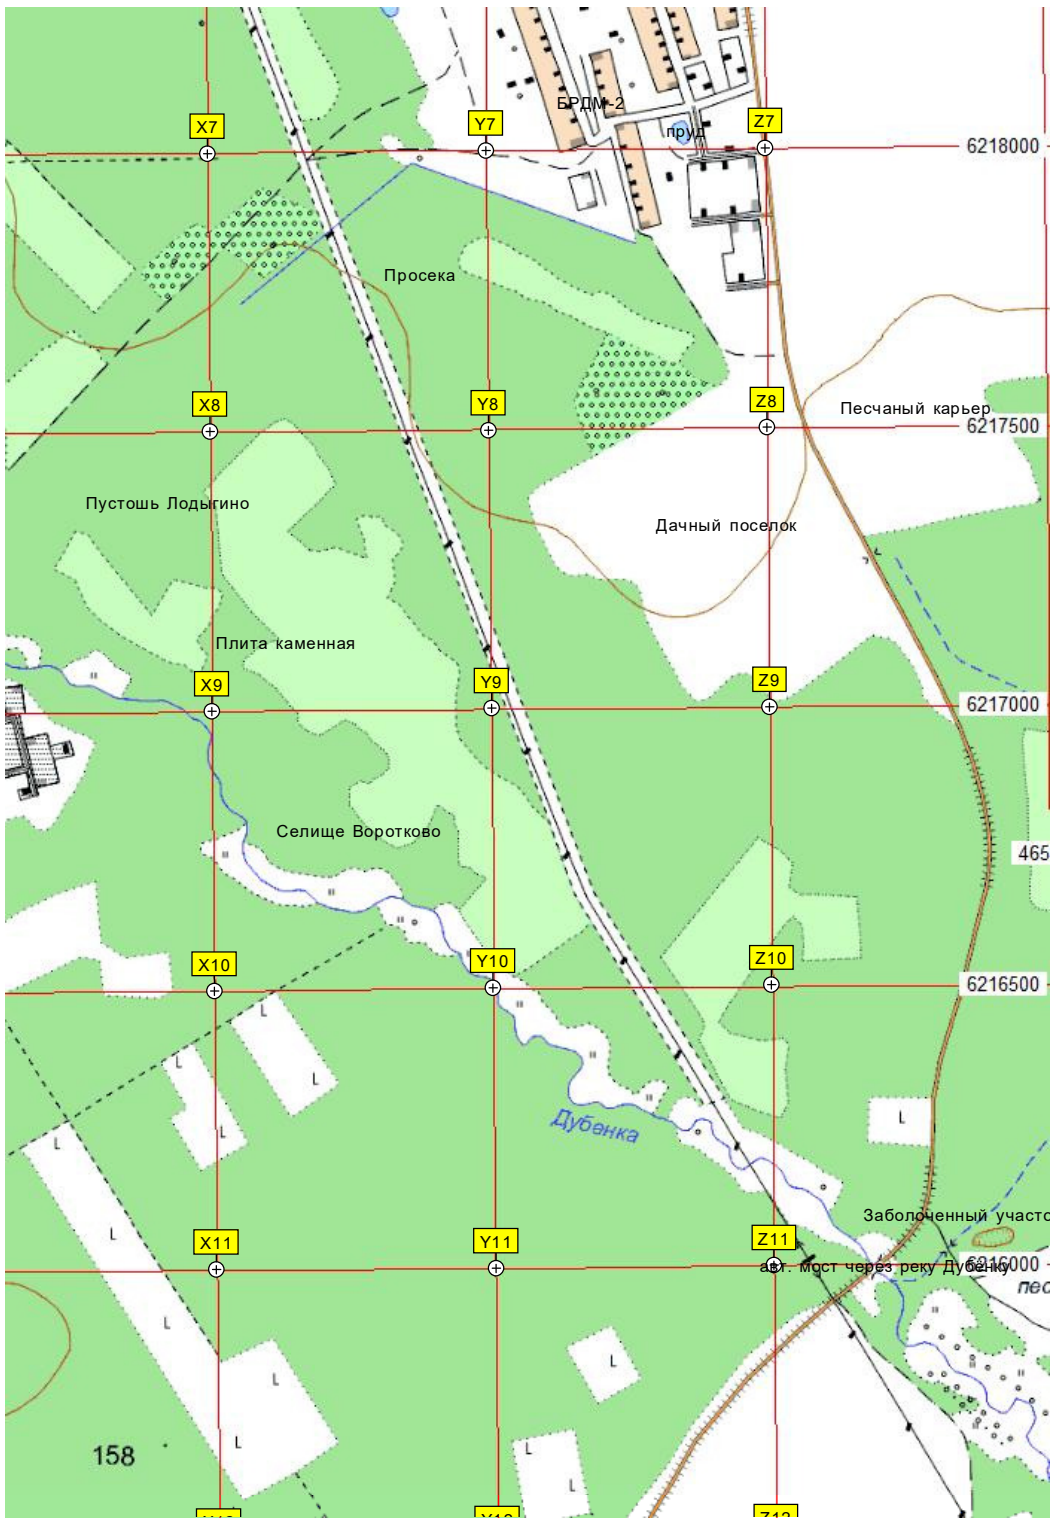 БРДМ-2
X7
Y7
Z7
пруд
6218000
Просека
X8
Y8
Z8
Песчаный карьер
6217500
Пустошь Лодыгино
Дачный поселок
Плита каменная
X9
Y9
Z9
6217000
Селище Воротково
465
X10
Y10
Z10
6216500
L
L
L
L
L
L
Дубенка
Заболоченный участо
X11
Y11
Z11
L
авт. мост через реку Дубенку
6216000
пес
L
L
L
158
L
L
L